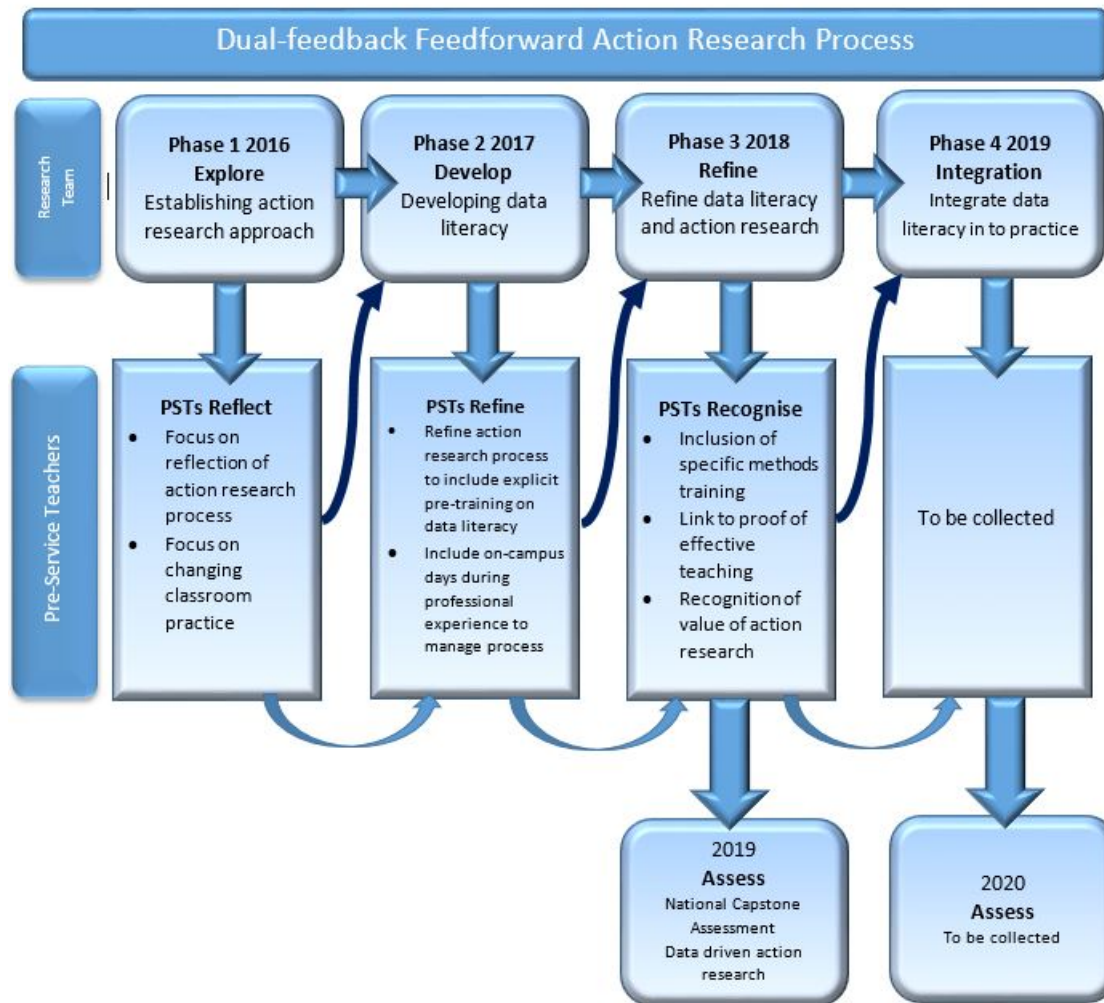 Dual-feedback Feedforward Action Research Process
Research
Team
Phase 1 2016
Explore
Establishing action
research approach
Phase 2 2017
Develop
Developing data
literacy
Phase 3 2018
Refine
Refine data literacy
and action research
Phase 4 2019
Integration
Integrate data
literacy in to practice
Pre-Service Teachers
PSTs Reflect
• Focus on
reflection of
action research
process
• Focus on
changing
classroom
practice
PSTs Refine
• Refine action
research process
to include explicit
pre-training on
data literacy
• Include on-campus
days during
professional
experience to
manage process
PSTs Recognise
• Inclusion of
specific methods
training
• Link to proof of
effective
teaching
• Recognition of
value of action
research
To be collected
2019
Assess
National Capstone
Assessment
Data driven action
research
2020
Assess
To be collected